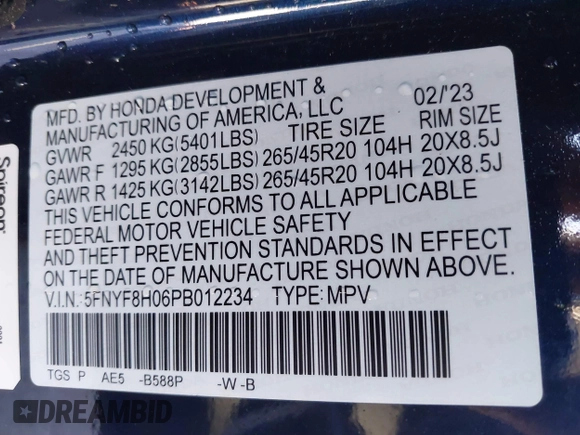 MFD. BY HONDA DEVELOPMENT &
MANUFACTURING OF AMERICA, LLC 02/'23
GVWR 2450 KG(5401LBS) TIRE SIZE RIM SIZE
GAWR F 1295 KG(2855LBS) 265/45R20 104H 20X8.5J
GAWR R 1425 KG(3142LBS) 265/45R20 104H 20X8.5J
THIS VEHICLE CONFORMS TO ALL APPLICABLE
FEDERAL MOTOR VEHICLE SAFETY
AND THEFT PREVENTION STANDARDS IN EFFECT
ON THE DATE OF MANUFACTURE SHOWN ABOVE.
V.I.N.: 5FNYF8H06PB012234 TYPE: MPV
TGS P AE5 -B588P -W -B
Spireon
DREAMBID